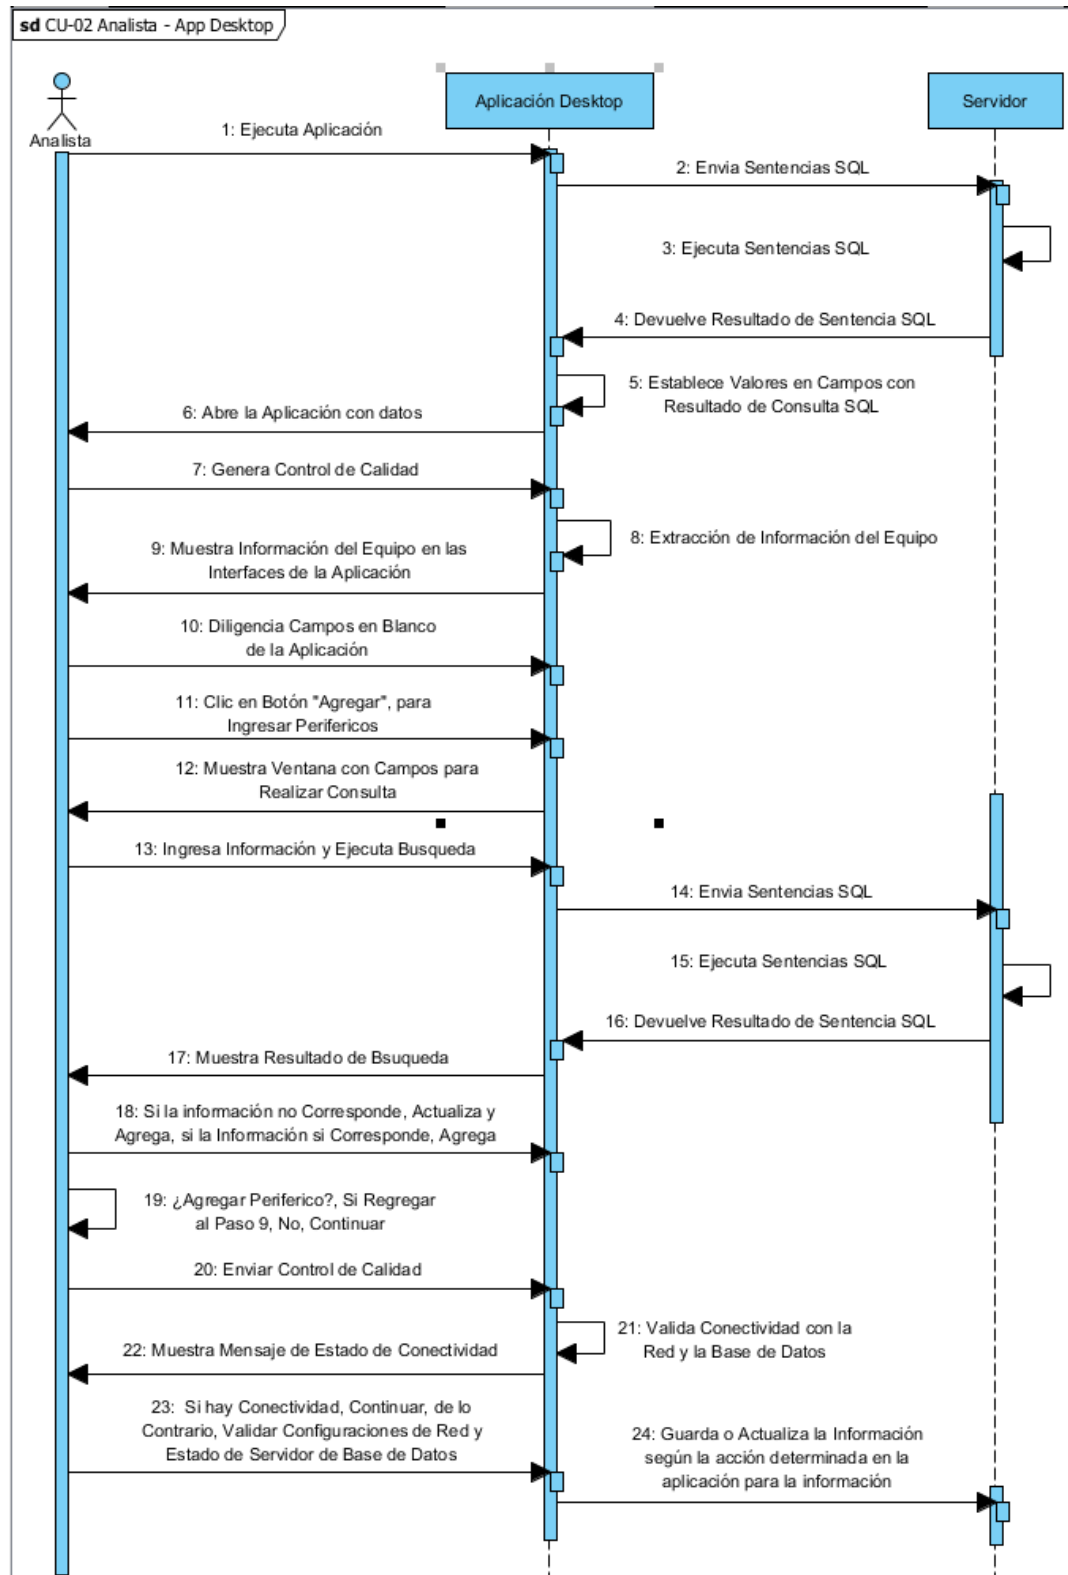 sd CU-02 Analista - App Desktop
Analista
Aplicación Desktop
Servidor
1: Ejecuta Aplicación
2: Envia Sentencias SQL
3: Ejecuta Sentencias SQL
4: Devuelve Resultado de Sentencia SQL
5: Establece Valores en Campos con
Resultado de Consulta SQL
6: Abre la Aplicación con datos
7: Genera Control de Calidad
8: Extracción de Información del Equipo
9: Muestra Información del Equipo en las
Interfaces de la Aplicación
10: Diligencia Campos en Blanco
de la Aplicación
11: Clic en Botón "Agregar", para
Ingresar Perifericos
12: Muestra Ventana con Campos para
Realizar Consulta
13: Ingresa Información y Ejecuta Busqueda
14: Envia Sentencias SQL
15: Ejecuta Sentencias SQL
16: Devuelve Resultado de Sentencia SQL
17: Muestra Resultado de Bsuqueda
18: Si la información no Corresponde, Actualiza y
Agrega, si la Información si Corresponde, Agrega
19: ¿Agregar Periferico?, Si Regregar
al Paso 9, No, Continuar
20: Enviar Control de Calidad
21: Valida Conectividad con la
Red y la Base de Datos
22: Muestra Mensaje de Estado de Conectividad
23: Si hay Conectividad, Continuar, de lo
Contrario, Validar Configuraciones de Red y
Estado de Servidor de Base de Datos
24: Guarda o Actualiza la Información
según la acción determinada en la
aplicación para la información